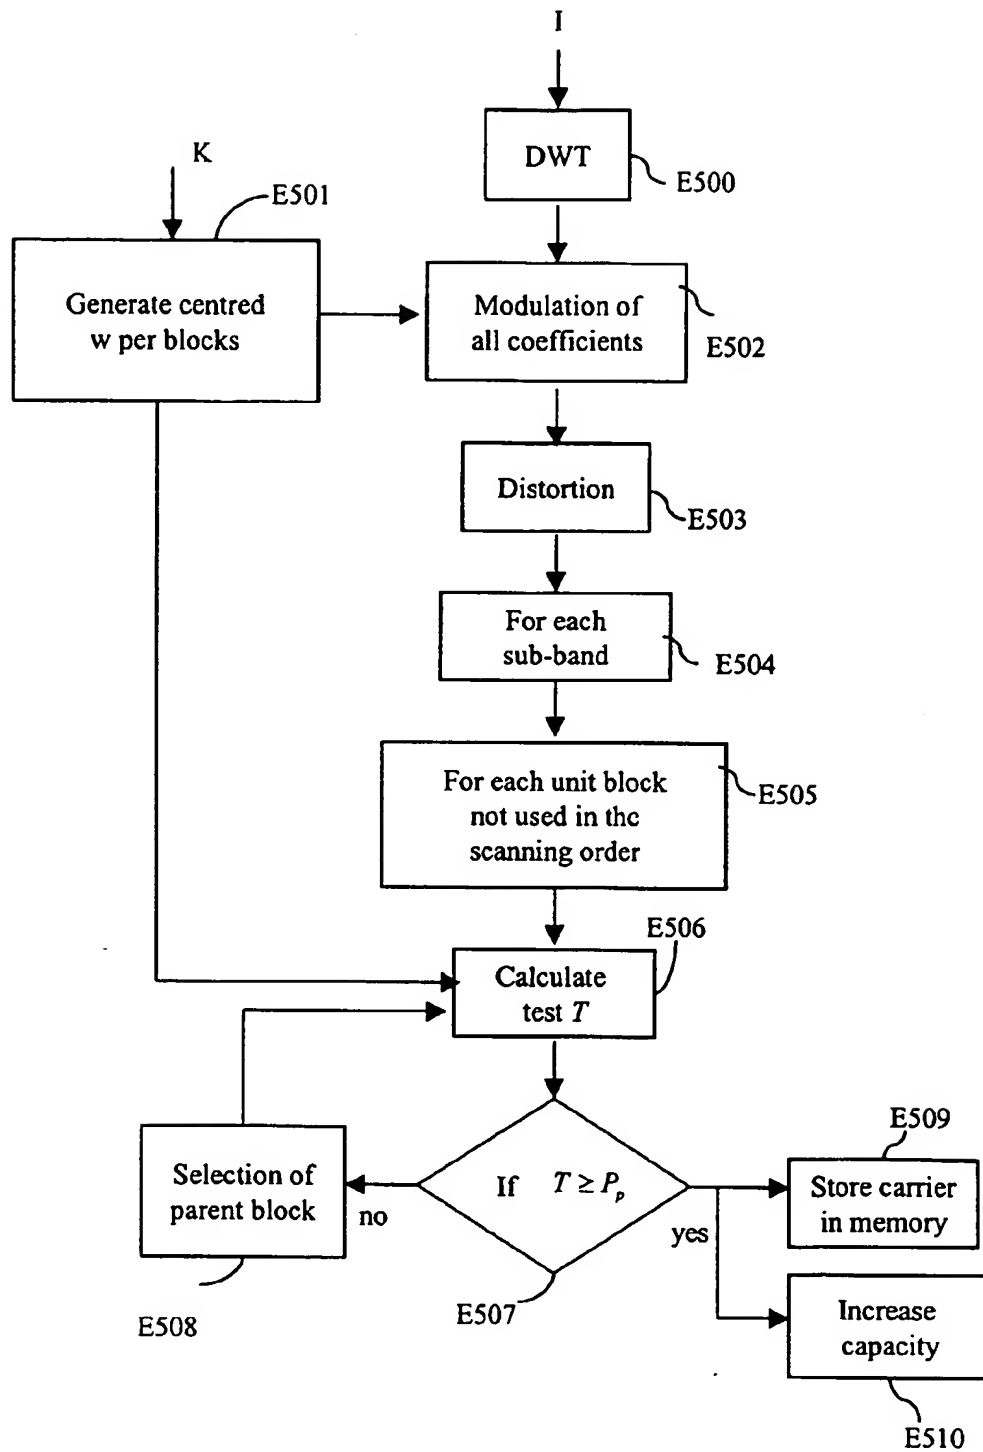 I
DWT
E500
K
E501
Generate centred
w per blocks
Modulation of
all coefficients
E502
Distortion
E503
For each
sub-band
E504
For each unit block
not used in the
scanning order
E505
E506
Calculate
test T
Selection of
parent block
E508
no
If T ≥ Pp
E507
yes
E509
Store carrier
in memory
Increase
capacity
E510